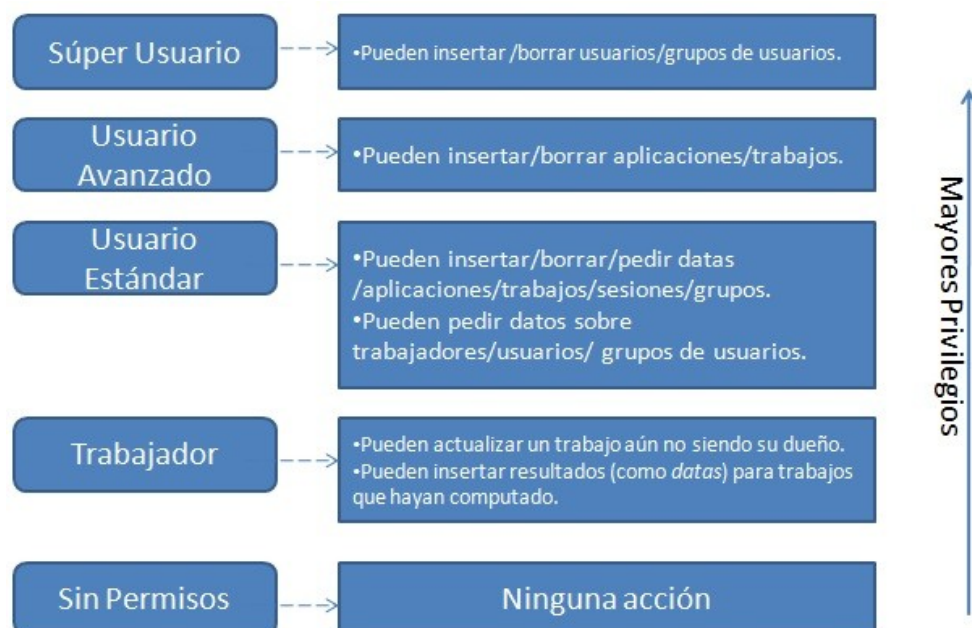 Súper Usuario
•Pueden insertar /borrar usuarios/grupos de usuarios.
Usuario
Avanzado
•Pueden insertar/borrar aplicaciones/trabajos.
Usuario
Estándar
•Pueden insertar/borrar/pedir datas
/aplicaciones/trabajos/sesiones/grupos.
•Pueden pedir datos sobre
trabajadores/usuarios/ grupos de usuarios.
Trabajador
•Pueden actualizar un trabajo aún no siendo su dueño.
•Pueden insertar resultados (como datas) para trabajos
que hayan computado.
Sin Permisos
Ninguna acción
Mayores Privilegios